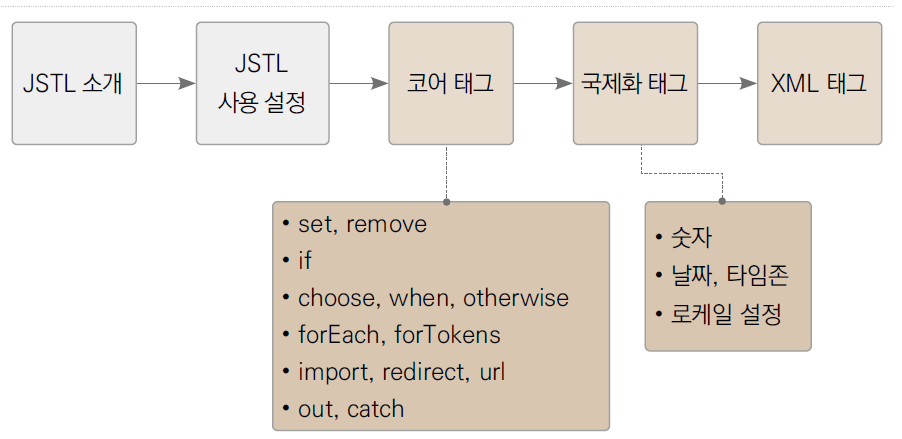 JSTL 소개
JSTL
사용 설정
코어 태그
국제화 태그
XML 태그
• set, remove
• if
• choose, when, otherwise
• forEach, forTokens
• import, redirect, url
• out, catch
• 숫자
• 날짜, 타임존
• 로케일 설정